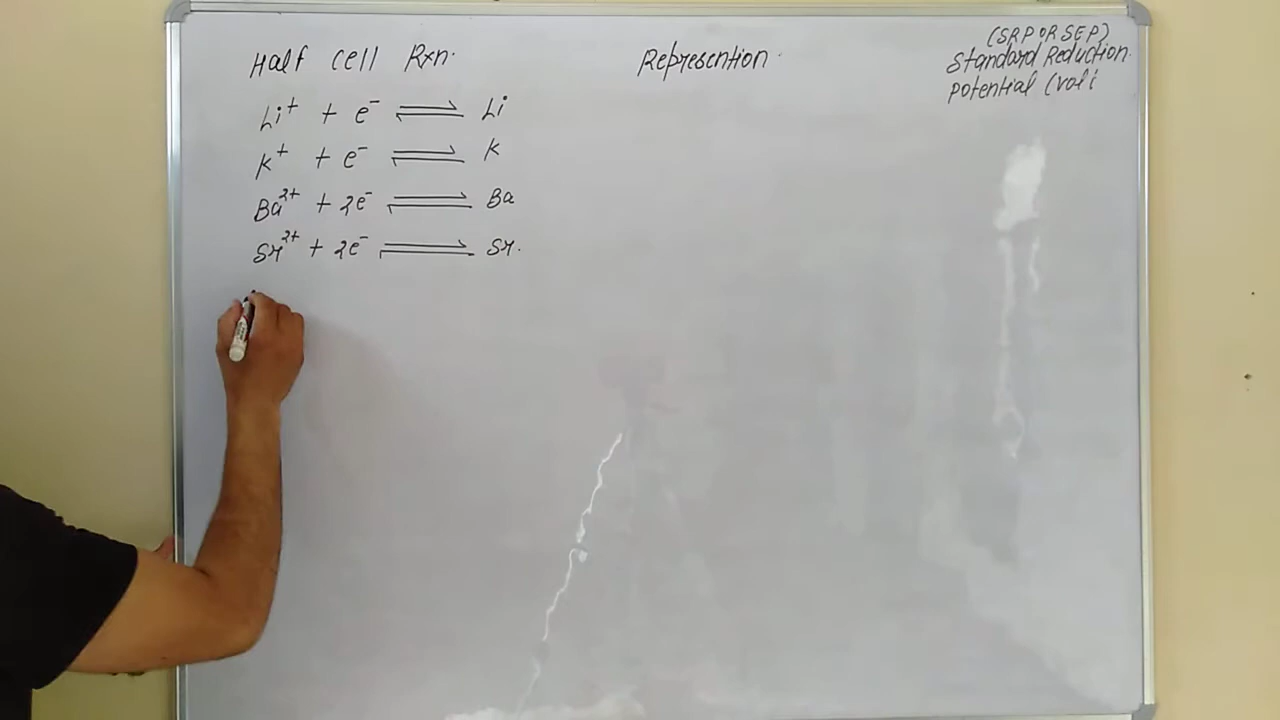 Half cell Rxn.
Represention
(SRP OR SEP)
Standard Reduction
potential (volt
Li⁺ + e⁻ ⇌ Li
K⁺ + e⁻ ⇌ K
Ba²⁺ + 2e⁻ ⇌ Ba
Sr²⁺ + 2e⁻ ⇌ Sr.